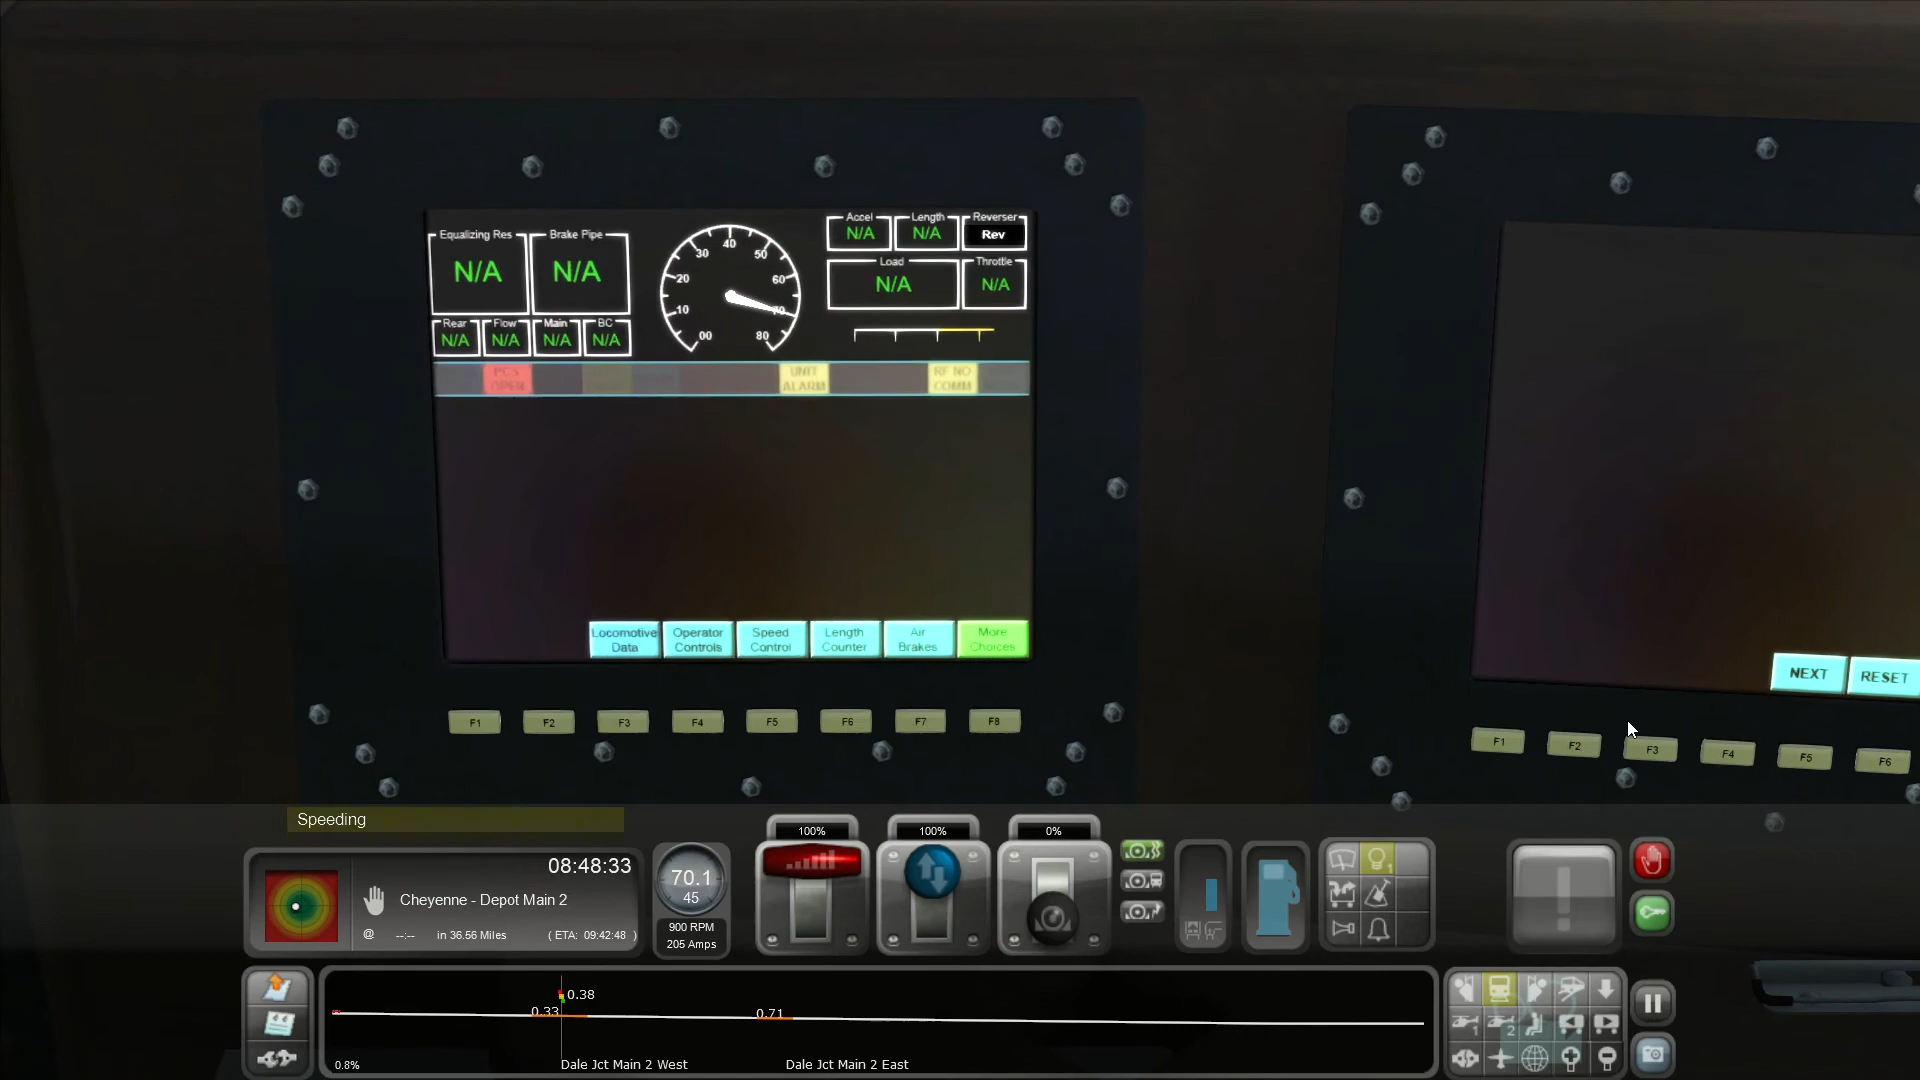 Equalizing Res
Brake Pipe
N/A
N/A
Rear
Flow
Main
BC
N/A
N/A
N/A
N/A
00
10
20
30
40
50
60
70
80
Accel
Length
Reverser
N/A
N/A
Rev
Load
Throttle
N/A
N/A
PCS
OPEN
UNIT
ALARM
RF NO
COMM
Locomotive
Data
Operator
Controls
Speed
Control
Length
Counter
Air
Brakes
More
Choices
F1
F2
F3
F4
F5
F6
F7
F8
NEXT
RESET
F1
F2
F3
F4
F5
F6
Speeding
08:48:33
Cheyenne - Depot Main 2
@ --:-- in 36.56 Miles ( ETA: 09:42:48 )
70.1
45
900 RPM
205 Amps
100%
100%
0%
1
1
2
0.38
0.33
0.71
0.8%
Dale Jct Main 2 West
Dale Jct Main 2 East